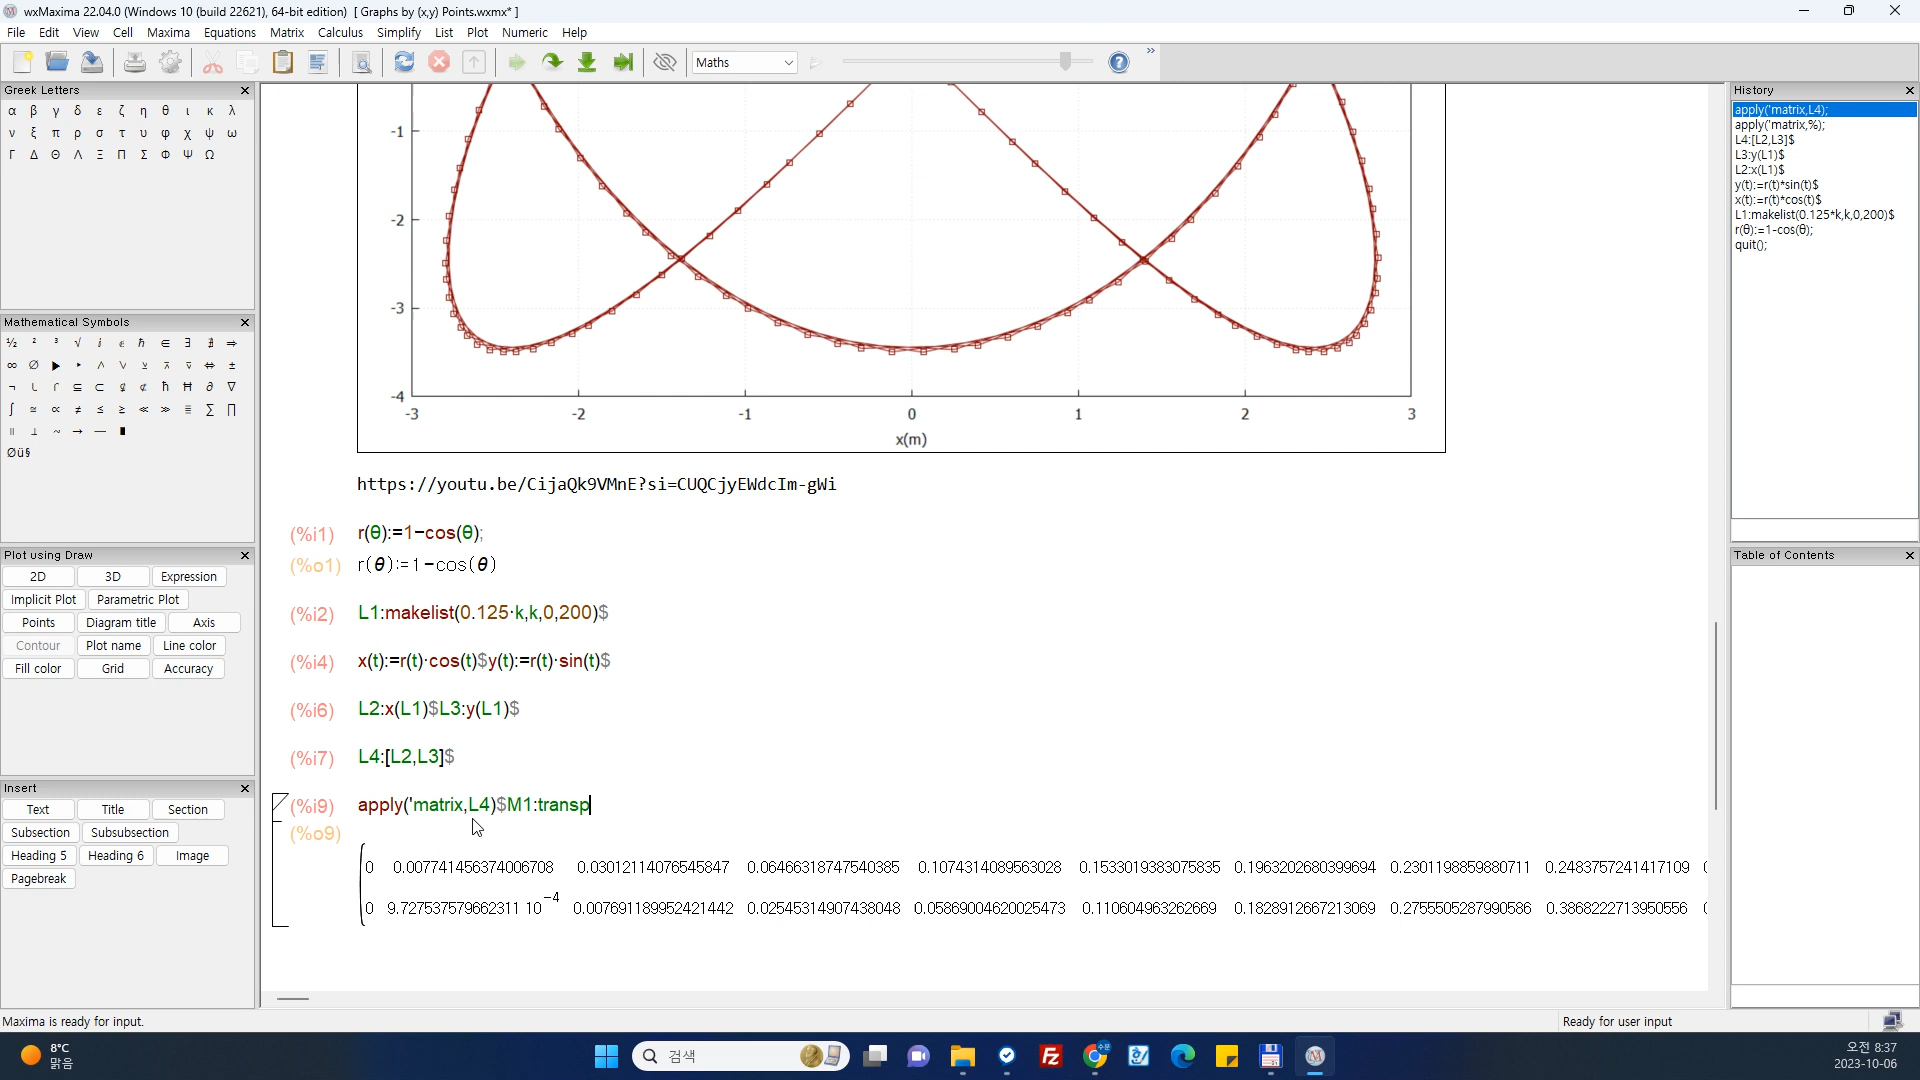 wxMaxima 22.04.0 (Windows 10 (build 22621), 64-bit edition) [ Graphs by (x,y) Points.wxmx* ]
File Edit View Cell Maxima Equations Matrix Calculus Simplify List Plot Numeric Help
Maths
Greek Letters
α β γ δ ε ζ η θ ι κ λ
ν ξ π ρ σ τ υ φ χ ψ ω
Γ Δ Θ Λ Ξ Π Σ Φ Ψ Ω
Mathematical Symbols
½ ² ³ √ ⅈ ⅇ ℏ ∈ ∃ ∄ ⇒
∞ ∅ ▶ ‣ ⋀ ⋁ ⊻ ⊼ ⊽ ⇔ ±
¬ ⋃ ⋂ ⊆ ⊂ ⊄ ħ Ħ ∂ ∇
∫ ≃ ∝ ≠ ≤ ≥ ≪ ≫ ≣ ∑ ∏
∥ ⟂ → — ▮
Øü§
Plot using Draw
2D 3D Expression
Implicit Plot Parametric Plot
Points Diagram title Axis
Contour Plot name Line color
Fill color Grid Accuracy
Insert
Text Title Section
Subsection Subsubsection
Heading 5 Heading 6 Image
Pagebreak
-1
-2
-3
-4
-3 -2 -1 0 1 2 3
x(m)
https://youtu.be/CijaQk9VMnE?si=CUQCjyEWdcIm-gWi
(%i1) r(θ):=1−cos(θ);
(%o1) r(θ):=1−cos(θ)
(%i2) L1:makelist(0.125·k,k,0,200)$
(%i4) x(t):=r(t)·cos(t)$y(t):=r(t)·sin(t)$
(%i6) L2:x(L1)$L3:y(L1)$
(%i7) L4:[L2,L3]$
(%i9) apply('matrix,L4)$M1:transp
(%o9)
0 0.007741456374006708 0.03012114076545847 0.06466318747540385 0.1074314089563028 0.1533019383075835 0.1963202680399694 0.2301198859880711 0.2483757241417109
0 9.727537579662311 10⁻⁴ 0.007691189952421442 0.02545314907438048 0.05869004620025473 0.110604963262669 0.1828912667213069 0.2755505287990586 0.3868222713950556
History
apply('matrix,L4);
apply('matrix,%);
L4:[L2,L3]$
L3:y(L1)$
L2:x(L1)$
y(t):=r(t)*sin(t)$
x(t):=r(t)*cos(t)$
L1:makelist(0.125*k,k,0,200)$
r(θ):=1-cos(θ);
quit();
Table of Contents
Maxima is ready for input.
Ready for user input
8°C
맑음
검색
오전 8:37
2023-10-06